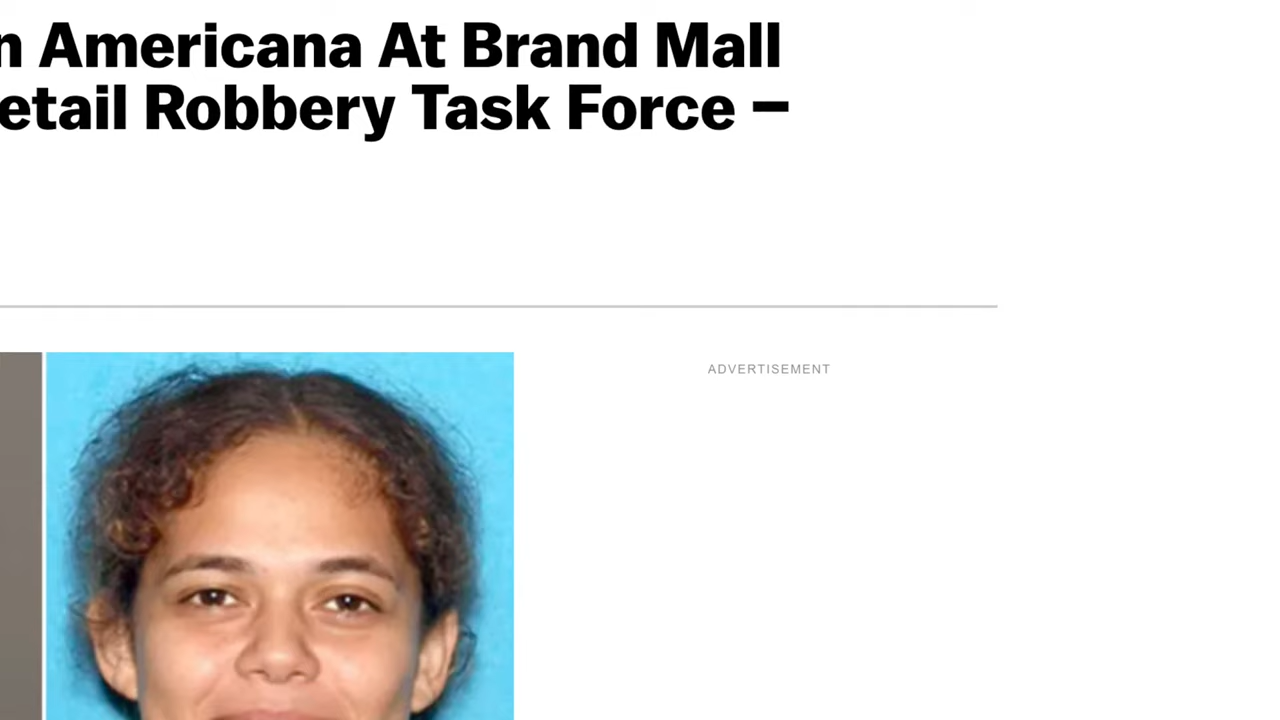 n Americana At Brand Mall
etail Robbery Task Force –
ADVERTISEMENT